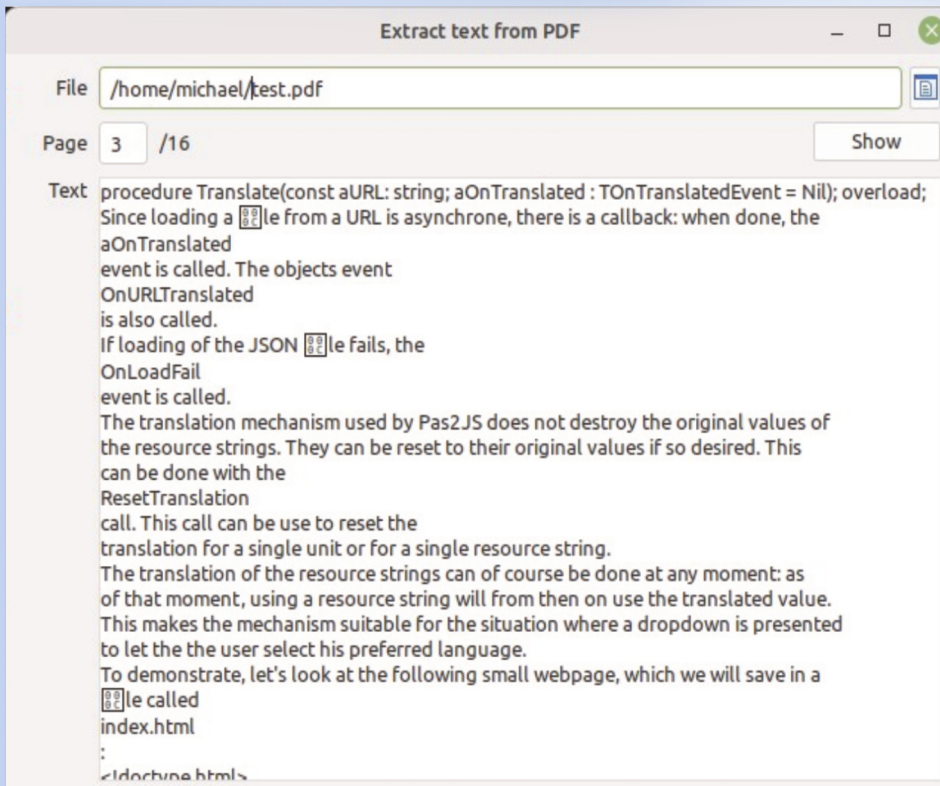 Extract text from PDF
File /home/michael/test.pdf
Page 3 /16 Show
Text procedure Translate(const aURL: string; aOnTranslated : TOnTranslatedEvent = Nil); overload;
Since loading a le from a URL is asynchrone, there is a callback: when done, the
aOnTranslated
event is called. The objects event
OnURLTranslated
is also called.
If loading of the JSON le fails, the
OnLoadFail
event is called.
The translation mechanism used by Pas2JS does not destroy the original values of
the resource strings. They can be reset to their original values if so desired. This
can be done with the
ResetTranslation
call. This call can be use to reset the
translation for a single unit or for a single resource string.
The translation of the resource strings can of course be done at any moment: as
of that moment, using a resource string will from then on use the translated value.
This makes the mechanism suitable for the situation where a dropdown is presented
to let the the user select his preferred language.
To demonstrate, let's look at the following small webpage, which we will save in a
le called
index.html
:
<!doctype html>